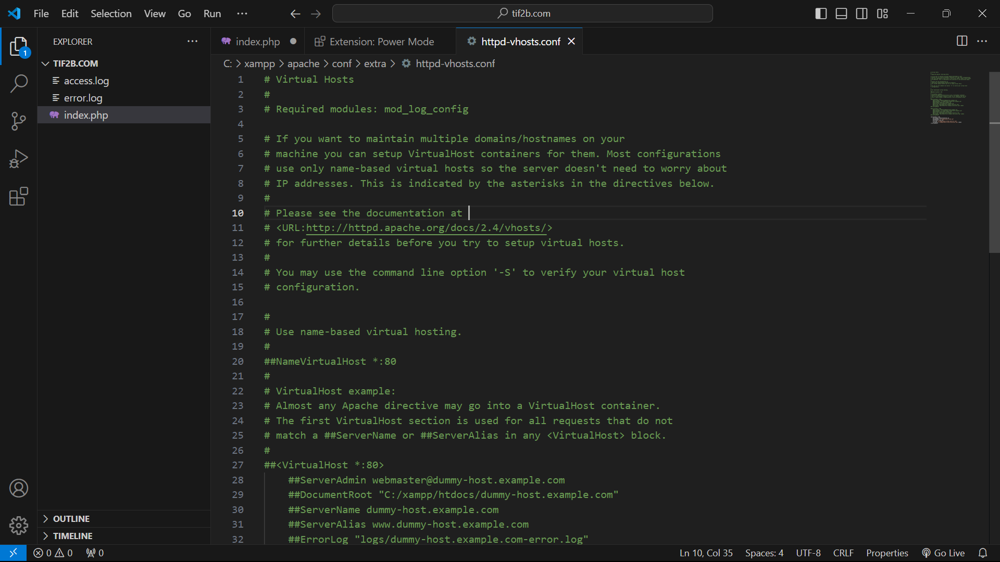 File Edit Selection View Go Run ···
tif2b.com
EXPLORER
index.php
Extension: Power Mode
httpd-vhosts.conf
TIF2B.COM
access.log
error.log
index.php
C: > xampp > apache > conf > extra > httpd-vhosts.conf
1 # Virtual Hosts
2 #
3 # Required modules: mod_log_config
4
5 # If you want to maintain multiple domains/hostnames on your
6 # machine you can setup VirtualHost containers for them. Most configurations
7 # use only name-based virtual hosts so the server doesn't need to worry about
8 # IP addresses. This is indicated by the asterisks in the directives below.
9 #
10 # Please see the documentation at
11 # <URL:http://httpd.apache.org/docs/2.4/vhosts/>
12 # for further details before you try to setup virtual hosts.
13 #
14 # You may use the command line option '-S' to verify your virtual host
15 # configuration.
16
17 #
18 # Use name-based virtual hosting.
19 #
20 ##NameVirtualHost *:80
21 #
22 # VirtualHost example:
23 # Almost any Apache directive may go into a VirtualHost container.
24 # The first VirtualHost section is used for all requests that do not
25 # match a ##ServerName or ##ServerAlias in any <VirtualHost> block.
26 #
27 ##<VirtualHost *:80>
28 ##ServerAdmin webmaster@dummy-host.example.com
29 ##DocumentRoot "C:/xampp/htdocs/dummy-host.example.com"
30 ##ServerName dummy-host.example.com
31 ##ServerAlias www.dummy-host.example.com
32 ##ErrorLog "logs/dummy-host.example.com-error.log"
1
OUTLINE
TIMELINE
0 0 0
Ln 10, Col 35 Spaces: 4 UTF-8 CRLF Properties Go Live